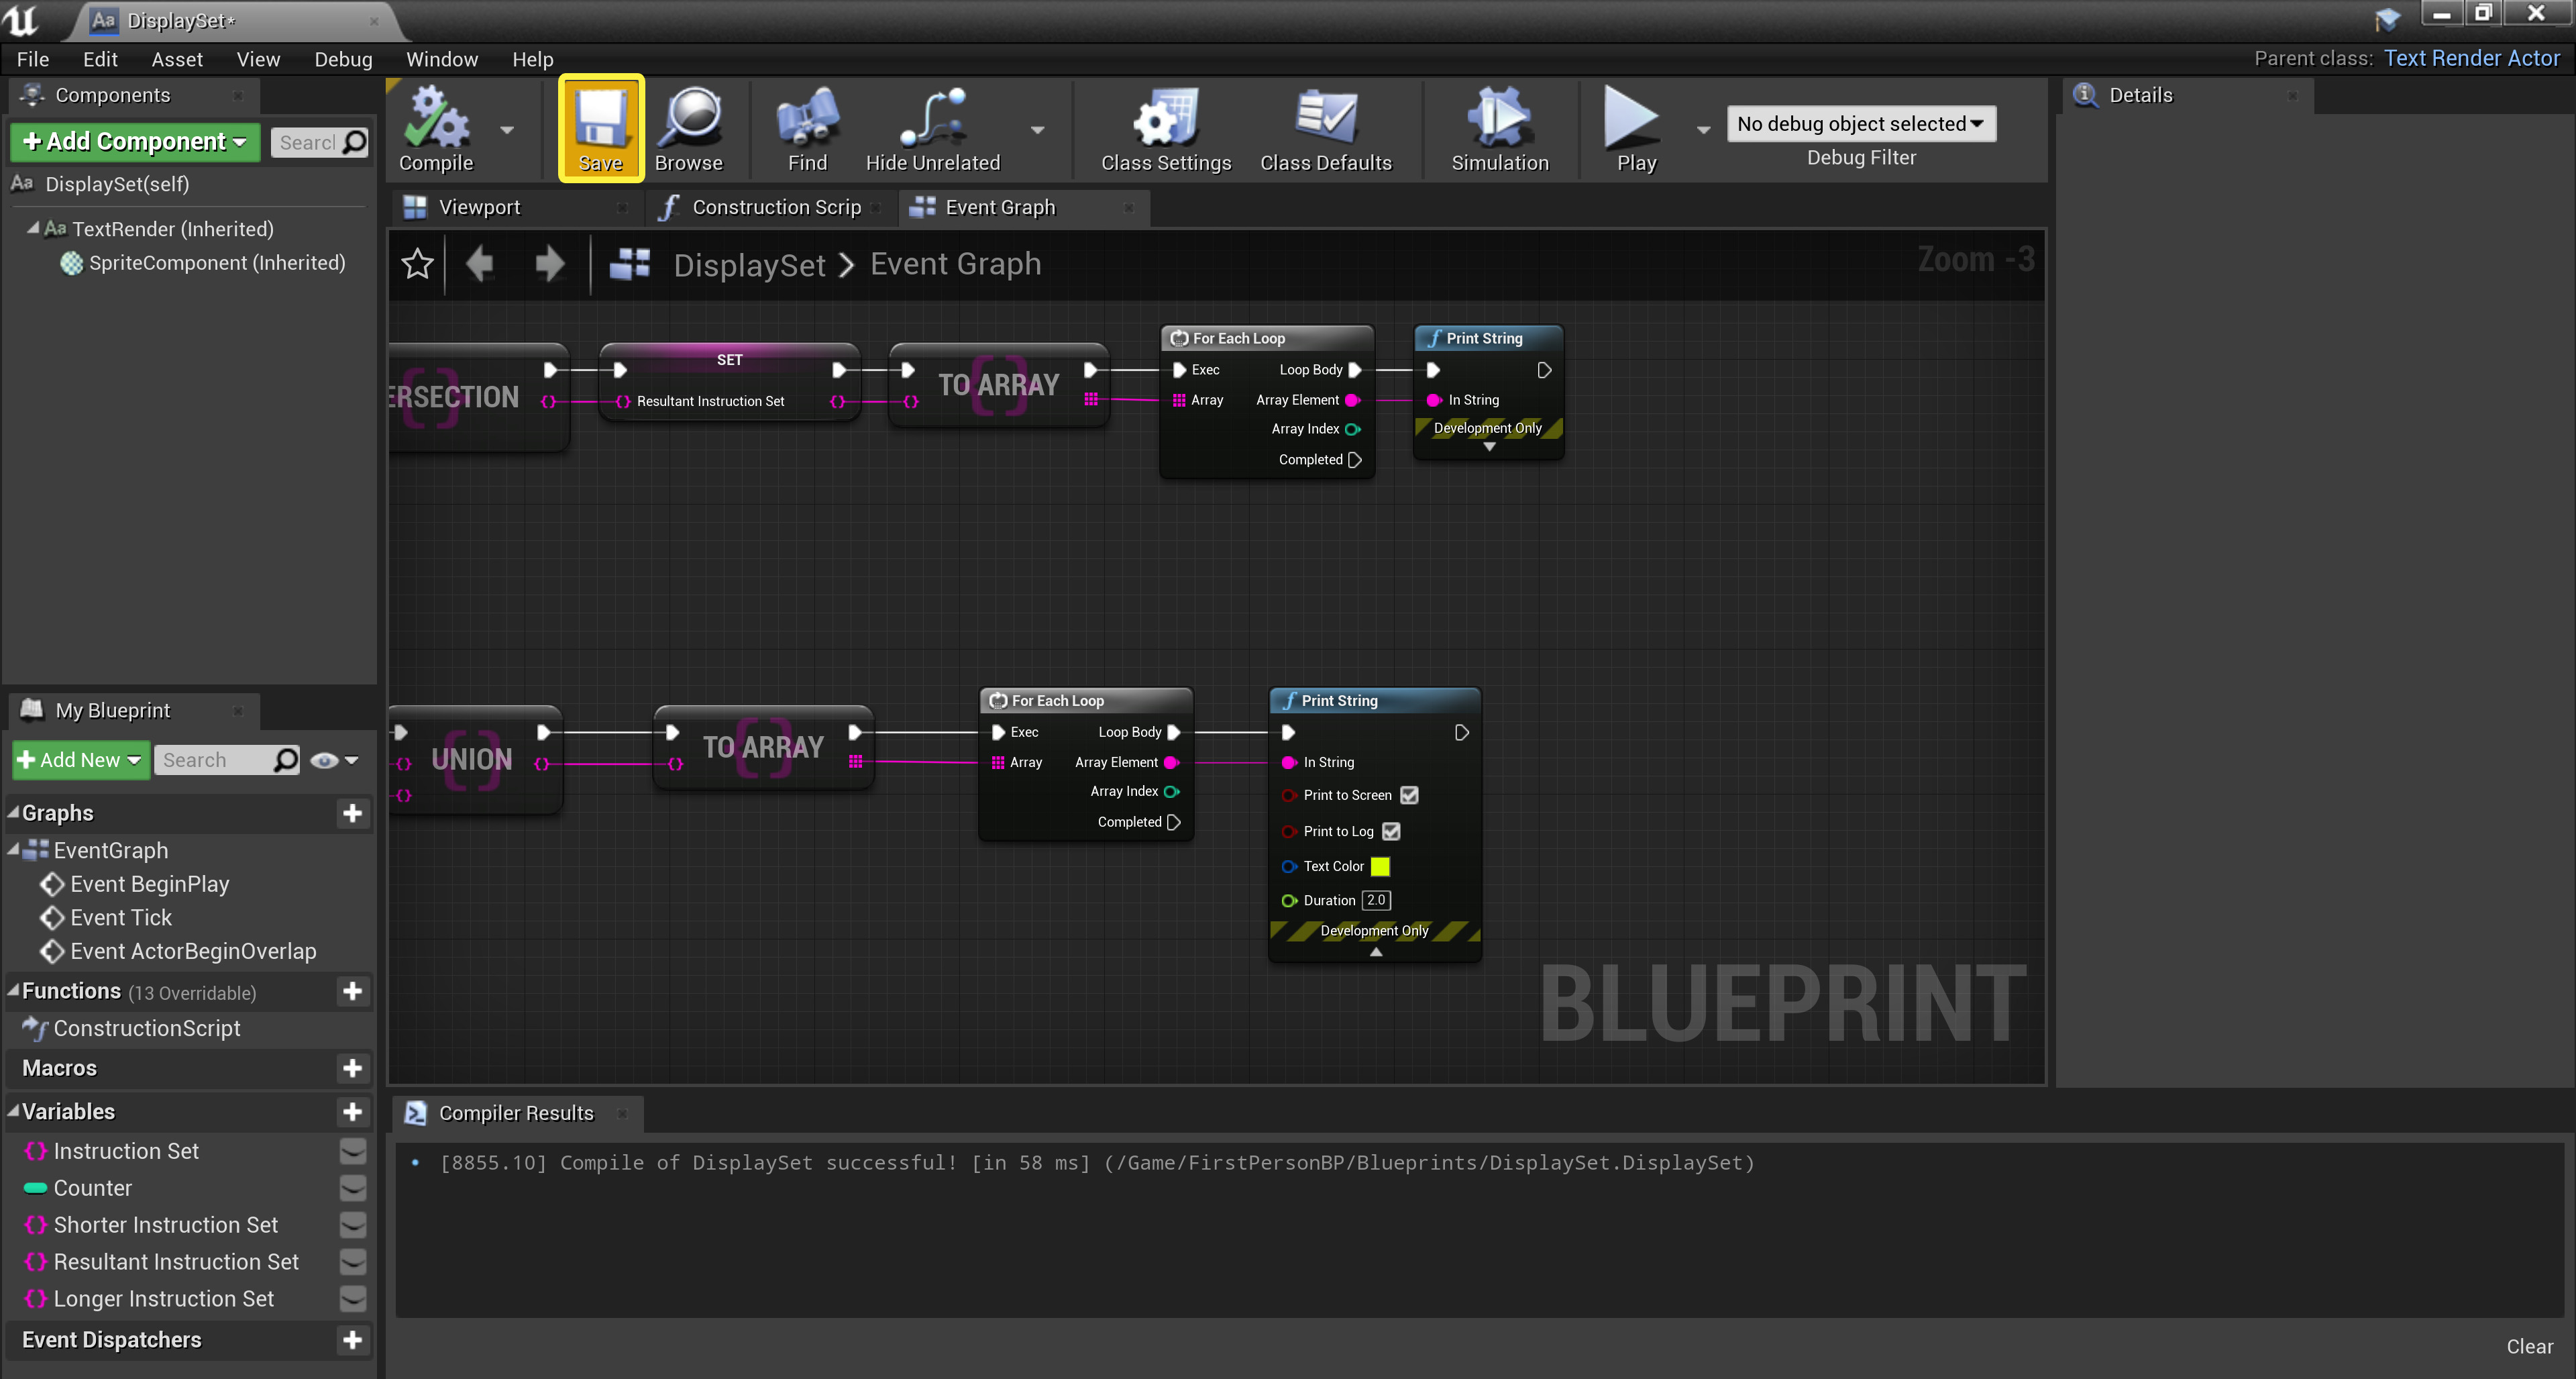 DisplaySet*
File Edit Asset View Debug Window Help
Parent class: Text Render Actor
Components
Add Component
Search
DisplaySet(self)
TextRender (Inherited)
SpriteComponent (Inherited)
Compile
Save
Browse
Find
Hide Unrelated
Class Settings
Class Defaults
Simulation
Play
No debug object selected
Debug Filter
Details
Viewport
Construction Scrip
Event Graph
DisplaySet > Event Graph
Zoom -3
ERSECTION
SET
Resultant Instruction Set
TO ARRAY
For Each Loop
Exec Loop Body
Array Array Element
Array Index
Completed
Print String
In String
Development Only
UNION
TO ARRAY
For Each Loop
Exec Loop Body
Array Array Element
Array Index
Completed
Print String
In String
Print to Screen
Print to Log
Text Color
Duration 2.0
Development Only
BLUEPRINT
My Blueprint
Add New
Search
Graphs
EventGraph
Event BeginPlay
Event Tick
Event ActorBeginOverlap
Functions (13 Overridable)
ConstructionScript
Macros
Variables
Instruction Set
Counter
Shorter Instruction Set
Resultant Instruction Set
Longer Instruction Set
Event Dispatchers
Compiler Results
[8855.10] Compile of DisplaySet successful! [in 58 ms] (/Game/FirstPersonBP/Blueprints/DisplaySet.DisplaySet)
Clear